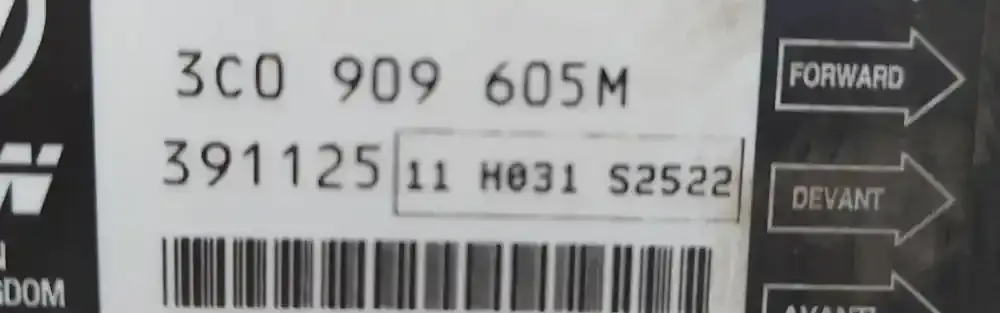 3C0 909 605M
391125 11 H031 S2522
FORWARD
DEVANT